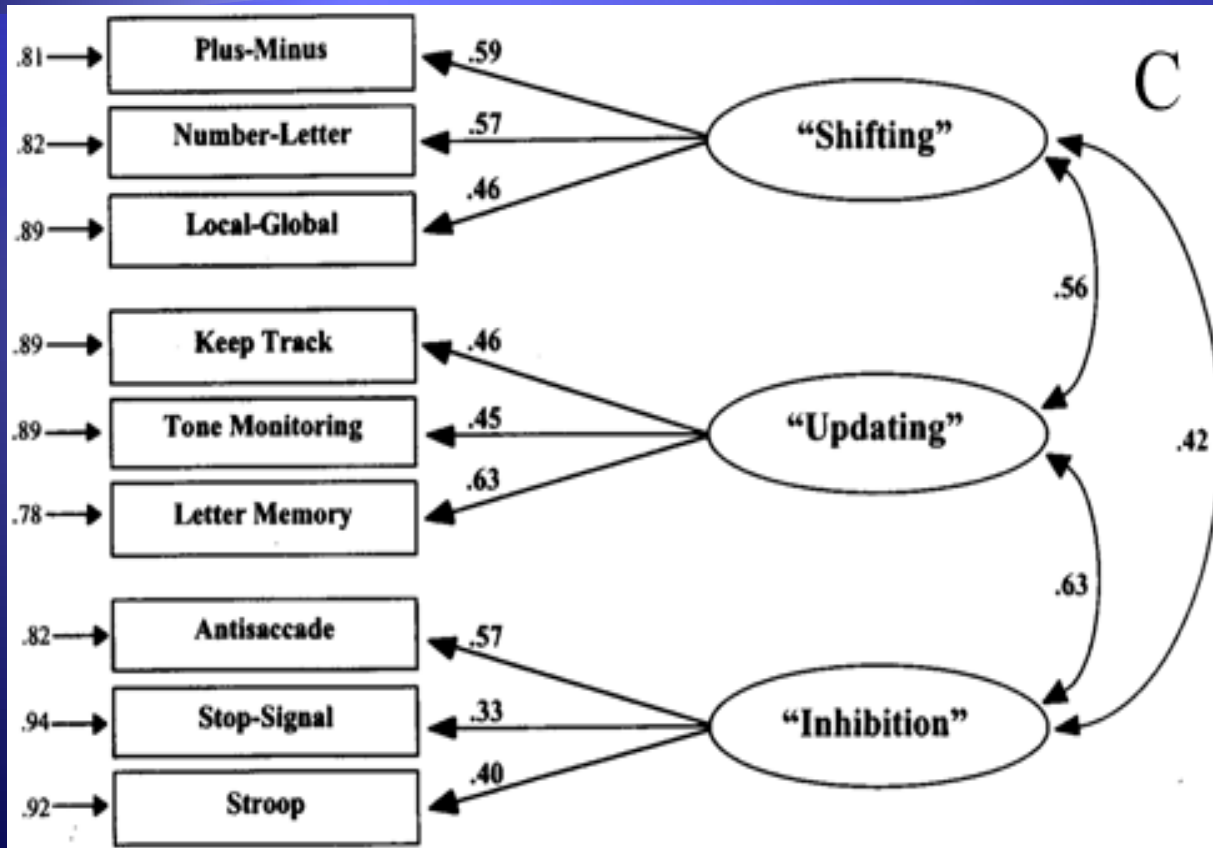 C
.81
Plus-Minus
.59
"Shifting"
.82
Number-Letter
.57
.89
Local-Global
.46
.56
.42
.89
Keep Track
.46
.89
Tone Monitoring
.45
"Updating"
.78
Letter Memory
.63
.63
.82
Antisaccade
.57
.94
Stop-Signal
.33
"Inhibition"
.92
Stroop
.40